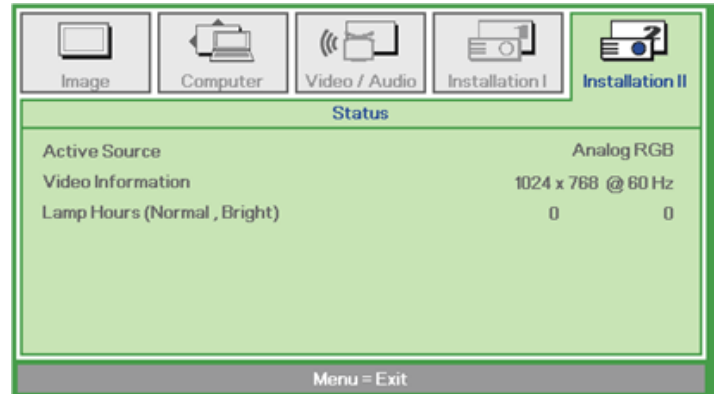 Image
Computer
Video / Audio
Installation I
Installation II
Status
Active Source Analog RGB
Video Information 1024 x 768 @ 60 Hz
Lamp Hours (Normal , Bright) 0 0
Menu = Exit